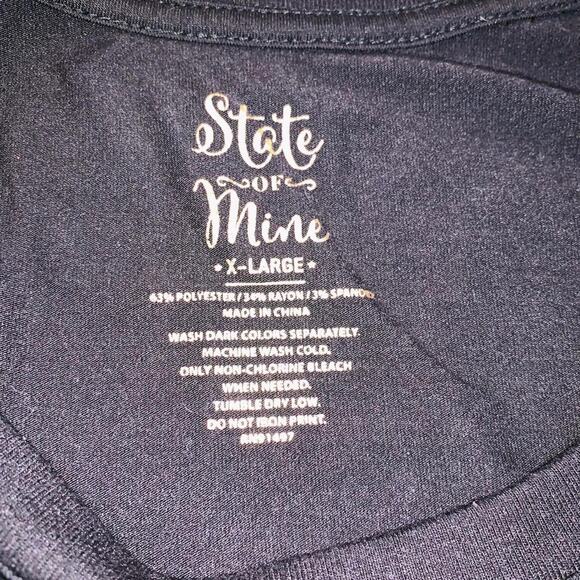 State
OF
Mine
• X-LARGE •
63% POLYESTER / 34% RAYON / 3% SPANDEX
MADE IN CHINA
WASH DARK COLORS SEPARATELY.
MACHINE WASH COLD.
ONLY NON-CHLORINE BLEACH
WHEN NEEDED.
TUMBLE DRY LOW.
DO NOT IRON PRINT.
RN91497